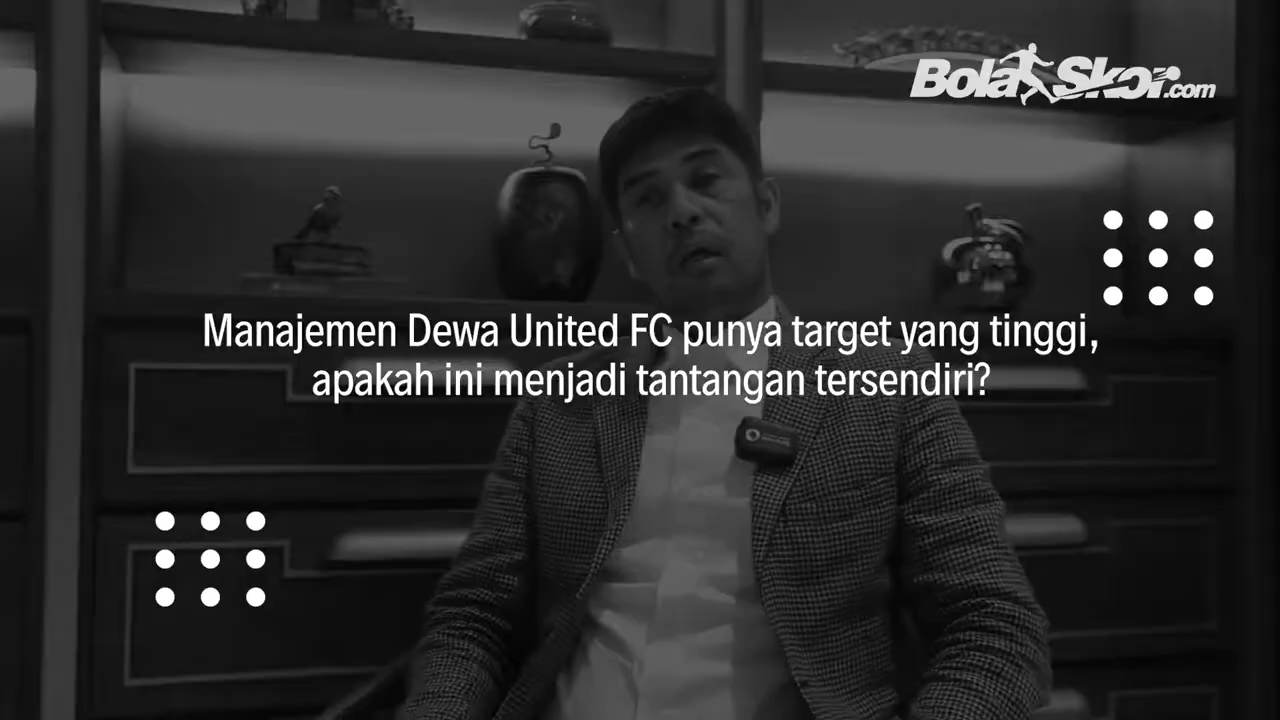 BolaSkor.com
Manajemen Dewa United FC punya target yang tinggi,
apakah ini menjadi tantangan tersendiri?